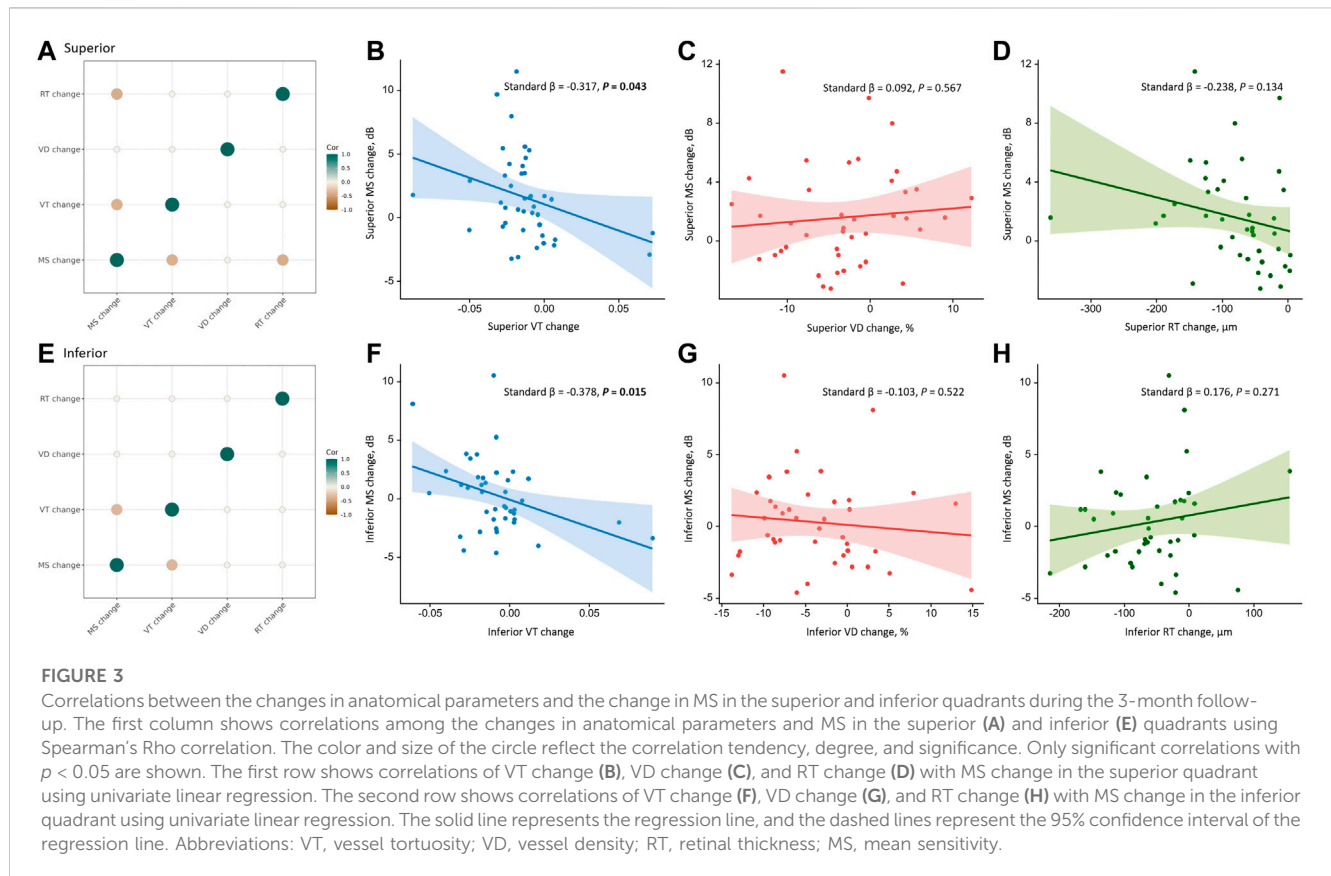 A Superior
RT change
VD change
VT change
MS change
MS change
VT change
VD change
RT change
Cor
1.0
0.5
0.0
-0.5
-1.0
B
Standard β = -0.317, P = 0.043
Superior MS change, dB
10
5
0
-5
-0.05
0.00
0.05
Superior VT change
C
Standard β = 0.092, P = 0.567
Superior MS change, dB
12
8
4
0
-10
0
10
Superior VD change, %
D
Standard β = -0.238, P = 0.134
Superior MS change, dB
12
8
4
0
-300
-200
-100
0
Superior RT change, μm
E Inferior
RT change
VD change
VT change
MS change
MS change
VT change
VD change
RT change
Cor
1.0
0.5
0.0
-0.5
-1.0
F
Standard β = -0.378, P = 0.015
Inferior MS change, dB
10
5
0
-5
-0.05
0.00
0.05
Inferior VT change
G
Standard β = -0.103, P = 0.522
Inferior MS change, dB
10
5
0
-5
-15
-10
-5
0
5
10
15
Inferior VD change, %
H
Standard β = 0.176, P = 0.271
Inferior MS change, dB
10
5
0
-5
-200
-100
0
100
Inferior RT change, μm
FIGURE 3
Correlations between the changes in anatomical parameters and the change in MS in the superior and inferior quadrants during the 3-month follow-
up. The first column shows correlations among the changes in anatomical parameters and MS in the superior (A) and inferior (E) quadrants using
Spearman's Rho correlation. The color and size of the circle reflect the correlation tendency, degree, and significance. Only significant correlations with
p < 0.05 are shown. The first row shows correlations of VT change (B), VD change (C), and RT change (D) with MS change in the superior quadrant
using univariate linear regression. The second row shows correlations of VT change (F), VD change (G), and RT change (H) with MS change in the inferior
quadrant using univariate linear regression. The solid line represents the regression line, and the dashed lines represent the 95% confidence interval of the
regression line. Abbreviations: VT, vessel tortuosity; VD, vessel density; RT, retinal thickness; MS, mean sensitivity.